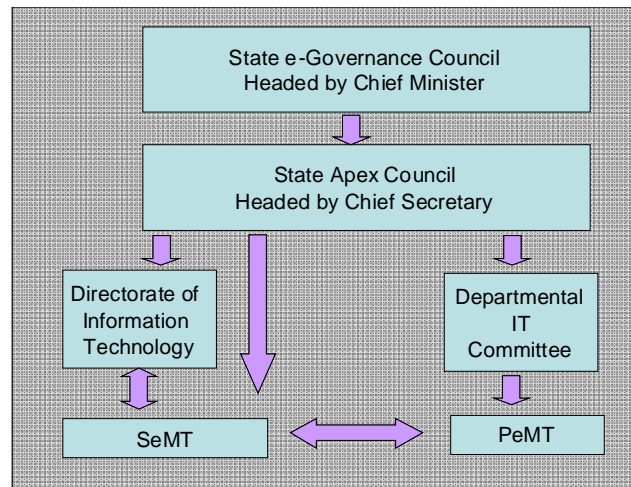 State e-Governance Council
Headed by Chief Minister
State Apex Council
Headed by Chief Secretary
Directorate of
Information
Technology
Departmental
IT
Committee
SeMT
PeMT